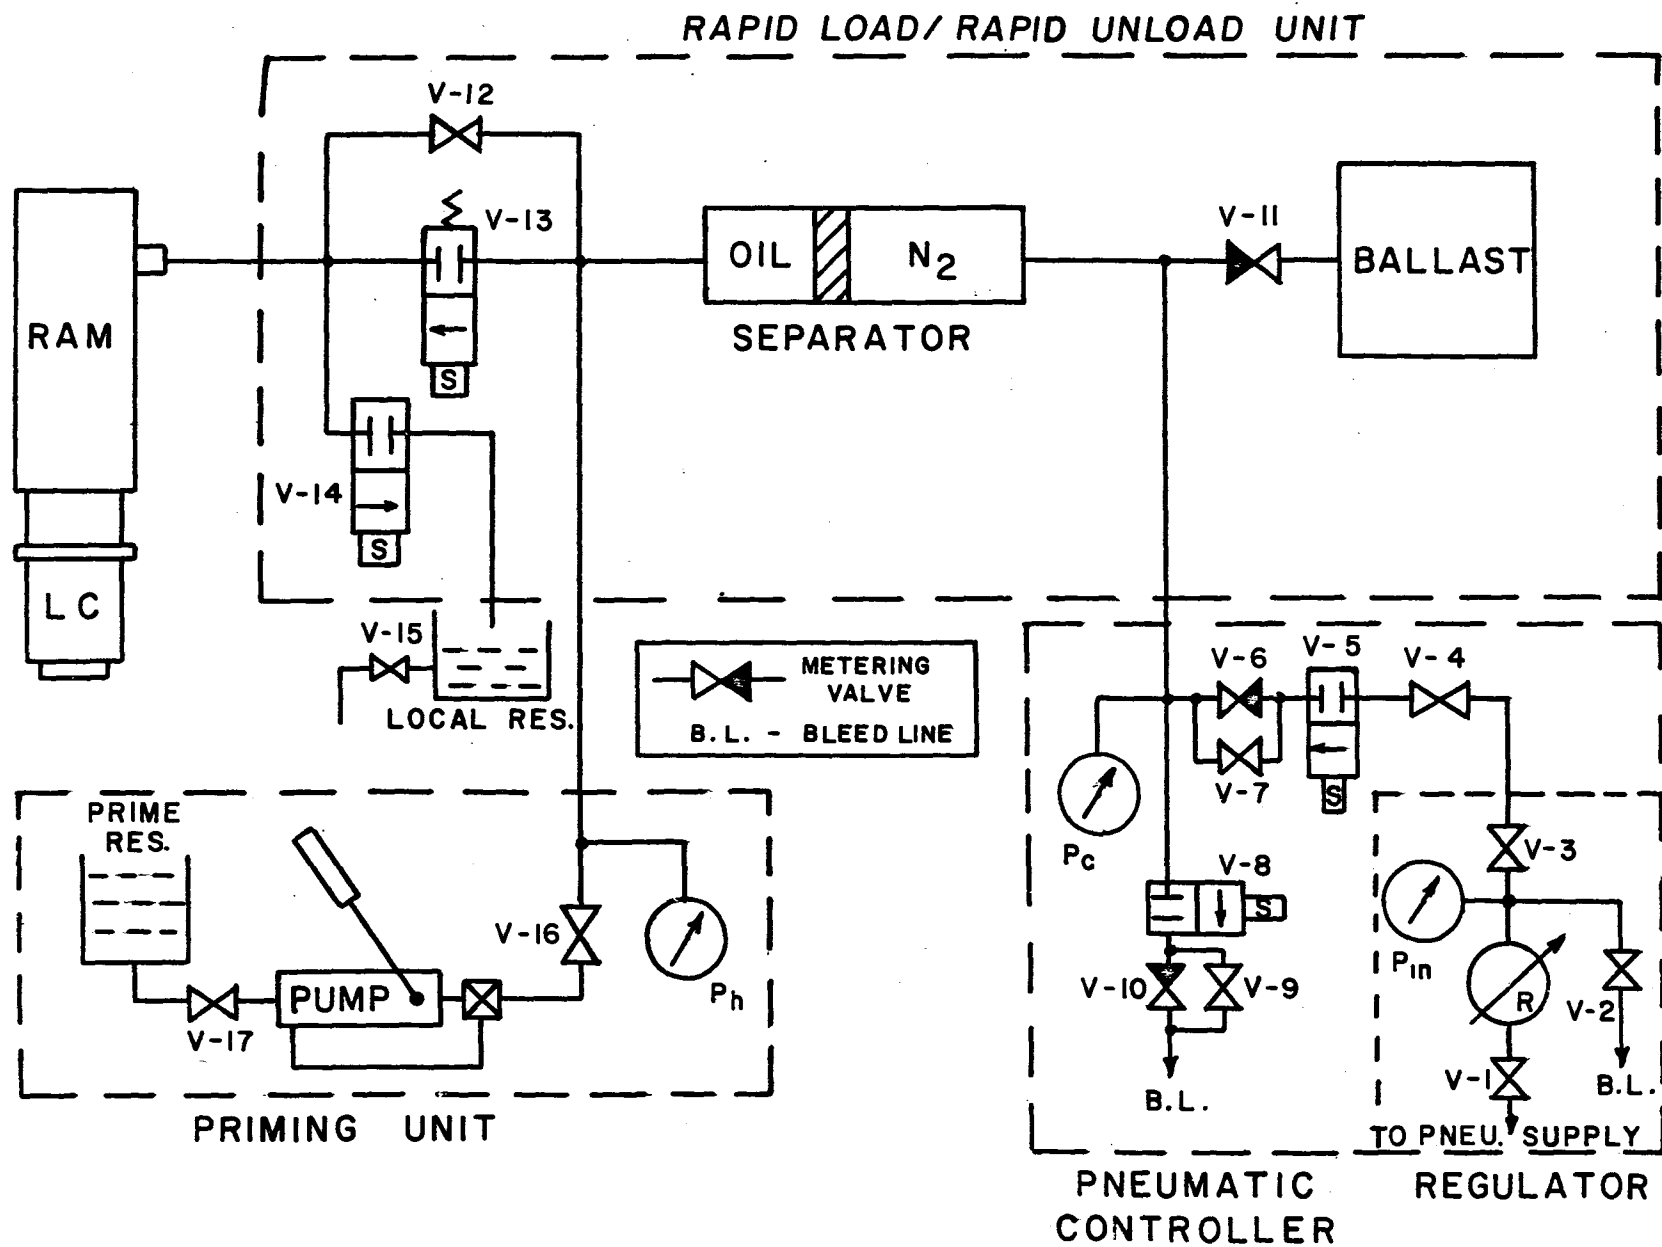 RAPID LOAD/RAPID UNLOAD UNIT
V-12
V-13
V-11
OIL
N2
BALLAST
RAM
SEPARATOR
S
V-14
S
LC
V-15
LOCAL RES.
METERING
VALVE
B.L. - BLEED LINE
V-6
V-5
V-4
V-7
S
PRIME
RES.
Pc
V-3
V-8
S
V-16
Ph
Pin
V-10
V-9
R
V-2
PUMP
V-17
V-1
B.L.
B.L.
PRIMING UNIT
TO PNEU. SUPPLY
PNEUMATIC
CONTROLLER
REGULATOR